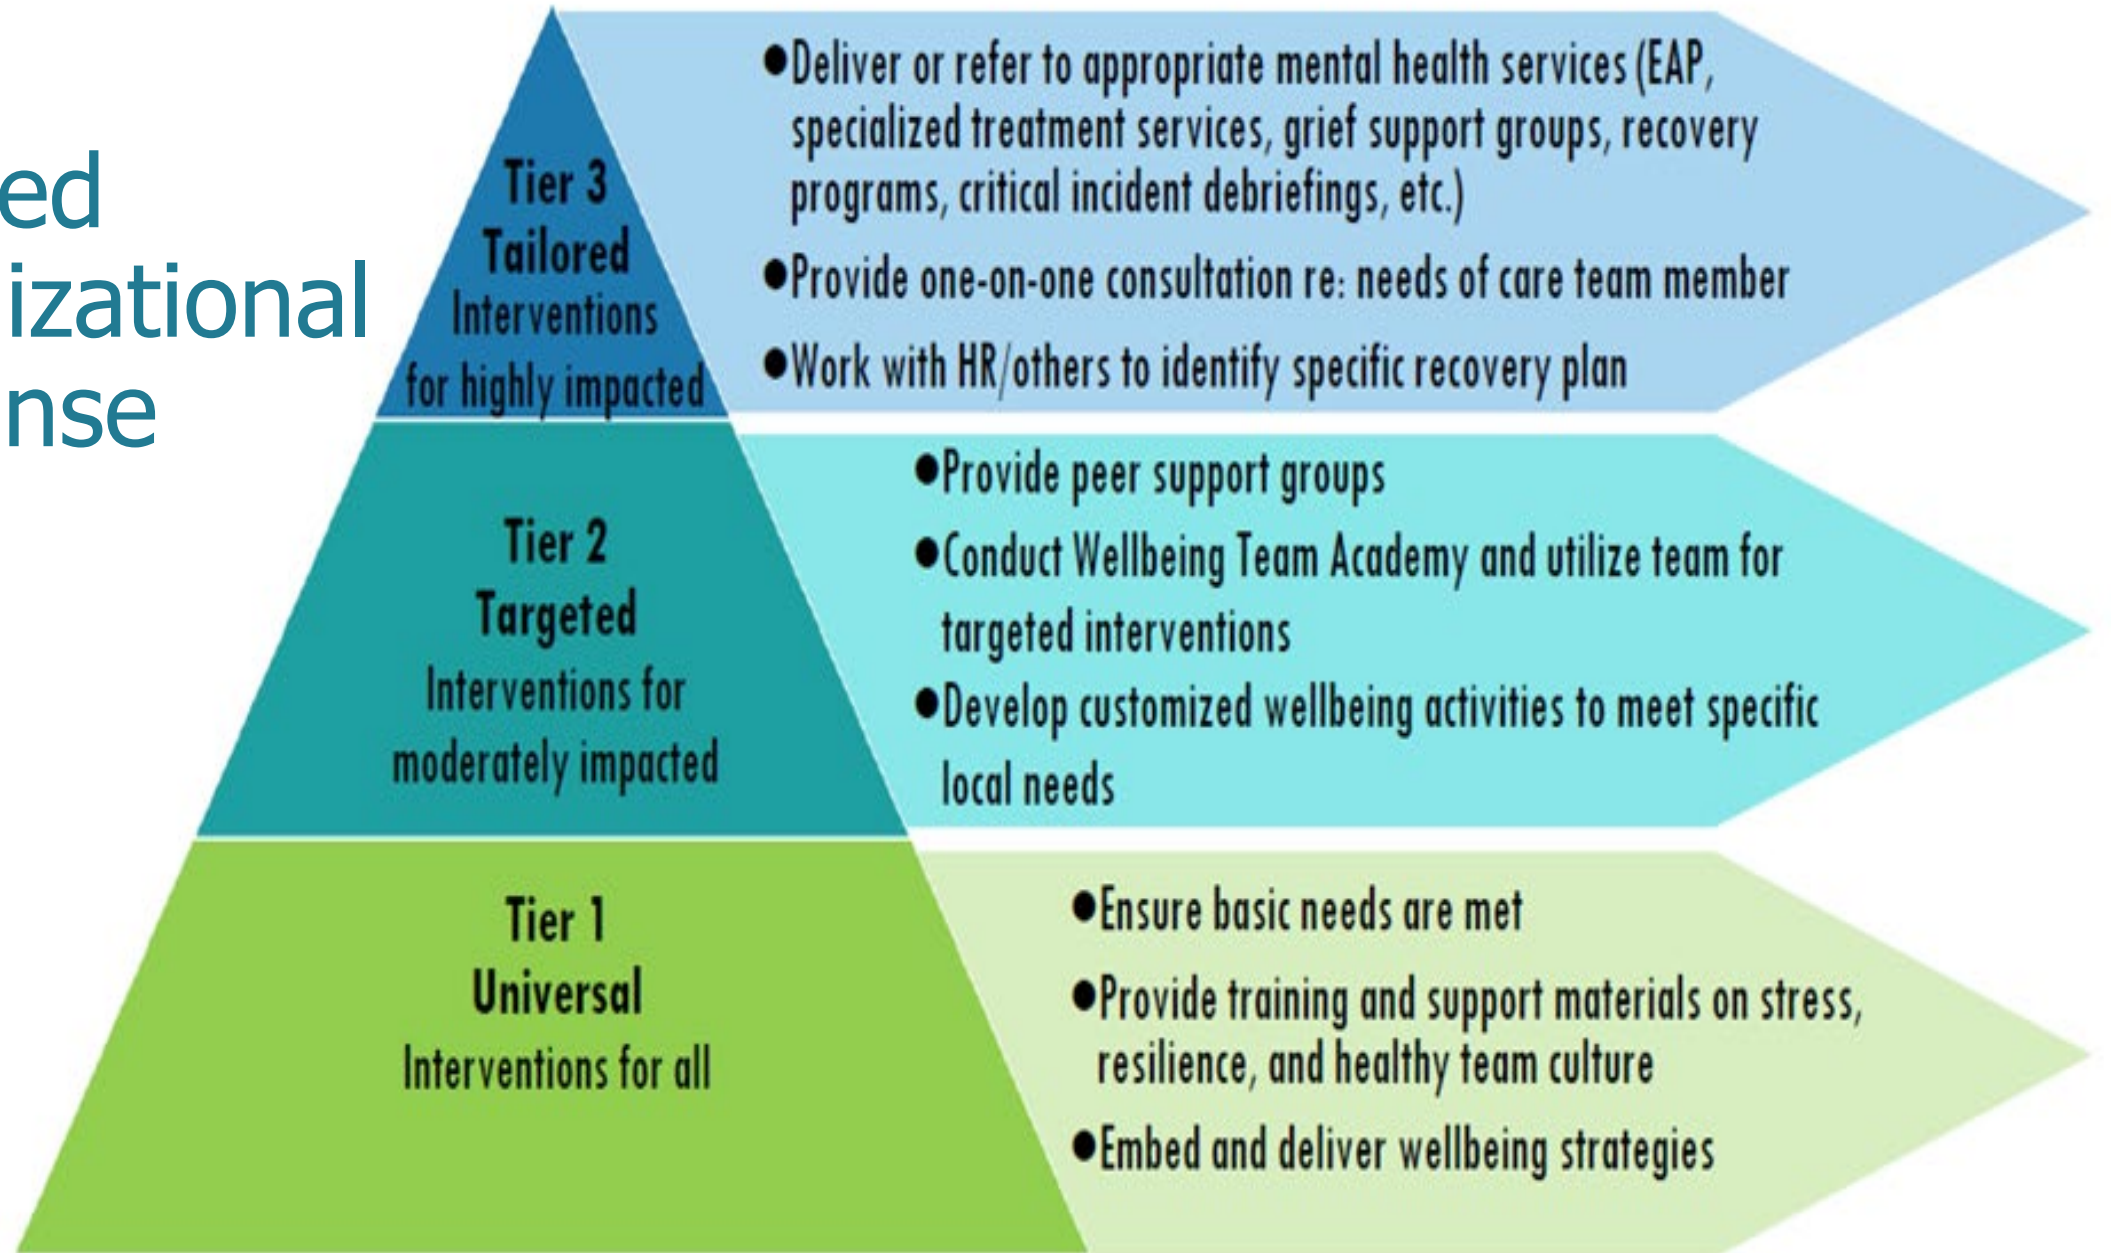 ed
izational
nse
Tier 3
Tailored
Interventions
for highly impacted
●Deliver or refer to appropriate mental health services (EAP,
specialized treatment services, grief support groups, recovery
programs, critical incident debriefings, etc.)
●Provide one-on-one consultation re: needs of care team member
●Work with HR/others to identify specific recovery plan
Tier 2
Targeted
Interventions for
moderately impacted
●Provide peer support groups
●Conduct Wellbeing Team Academy and utilize team for
targeted interventions
●Develop customized wellbeing activities to meet specific
local needs
Tier 1
Universal
Interventions for all
●Ensure basic needs are met
●Provide training and support materials on stress,
resilience, and healthy team culture
●Embed and deliver wellbeing strategies